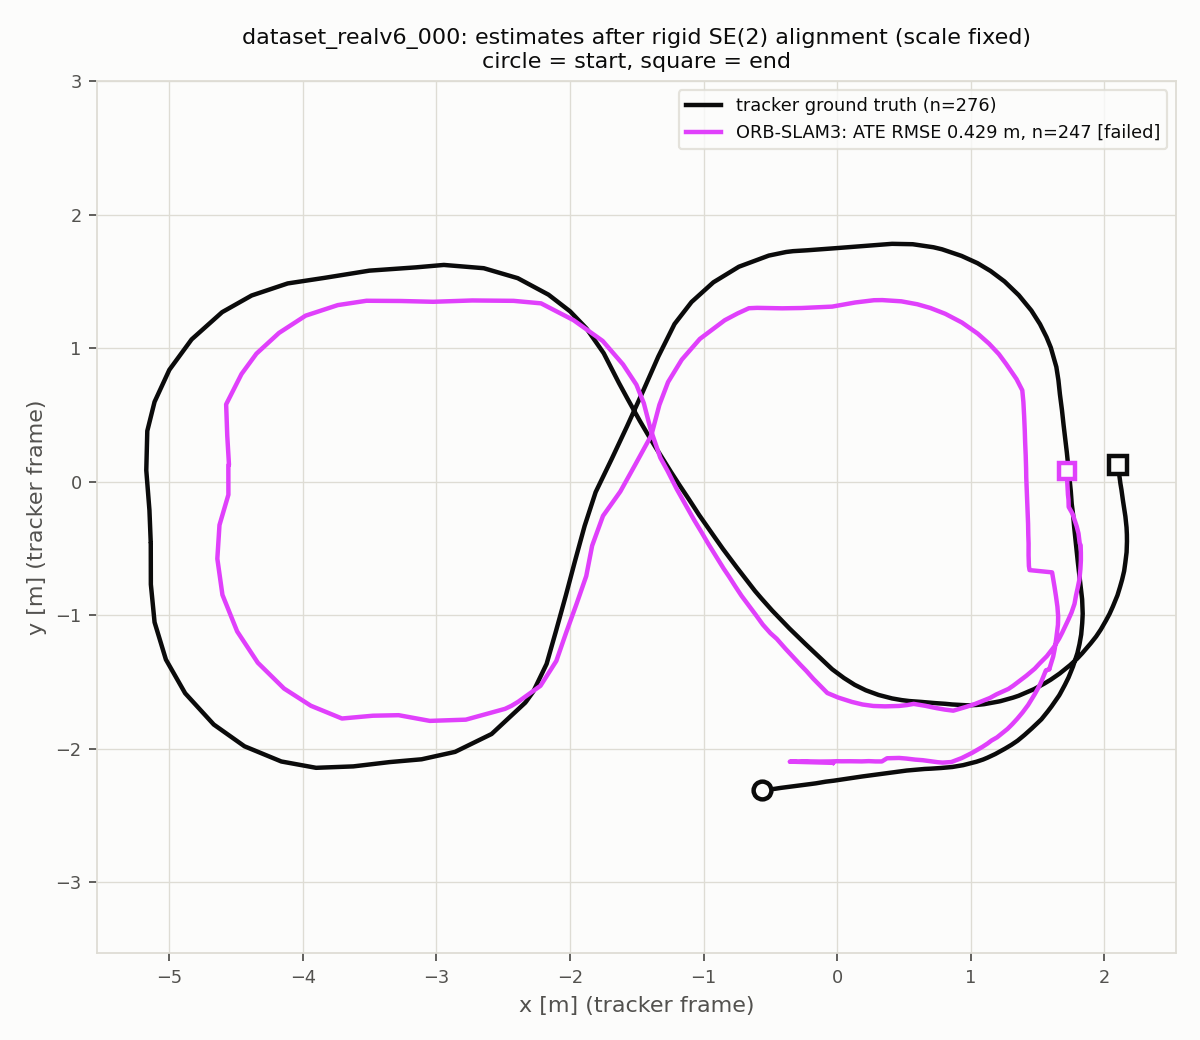 dataset_realv6_000: estimates after rigid SE(2) alignment (scale fixed)
circle = start, square = end
tracker ground truth (n=276)
ORB-SLAM3: ATE RMSE 0.429 m, n=247 [failed]
3
2
1
0
−1
−2
−3
y [m] (tracker frame)
−5
−4
−3
−2
−1
0
1
2
x [m] (tracker frame)